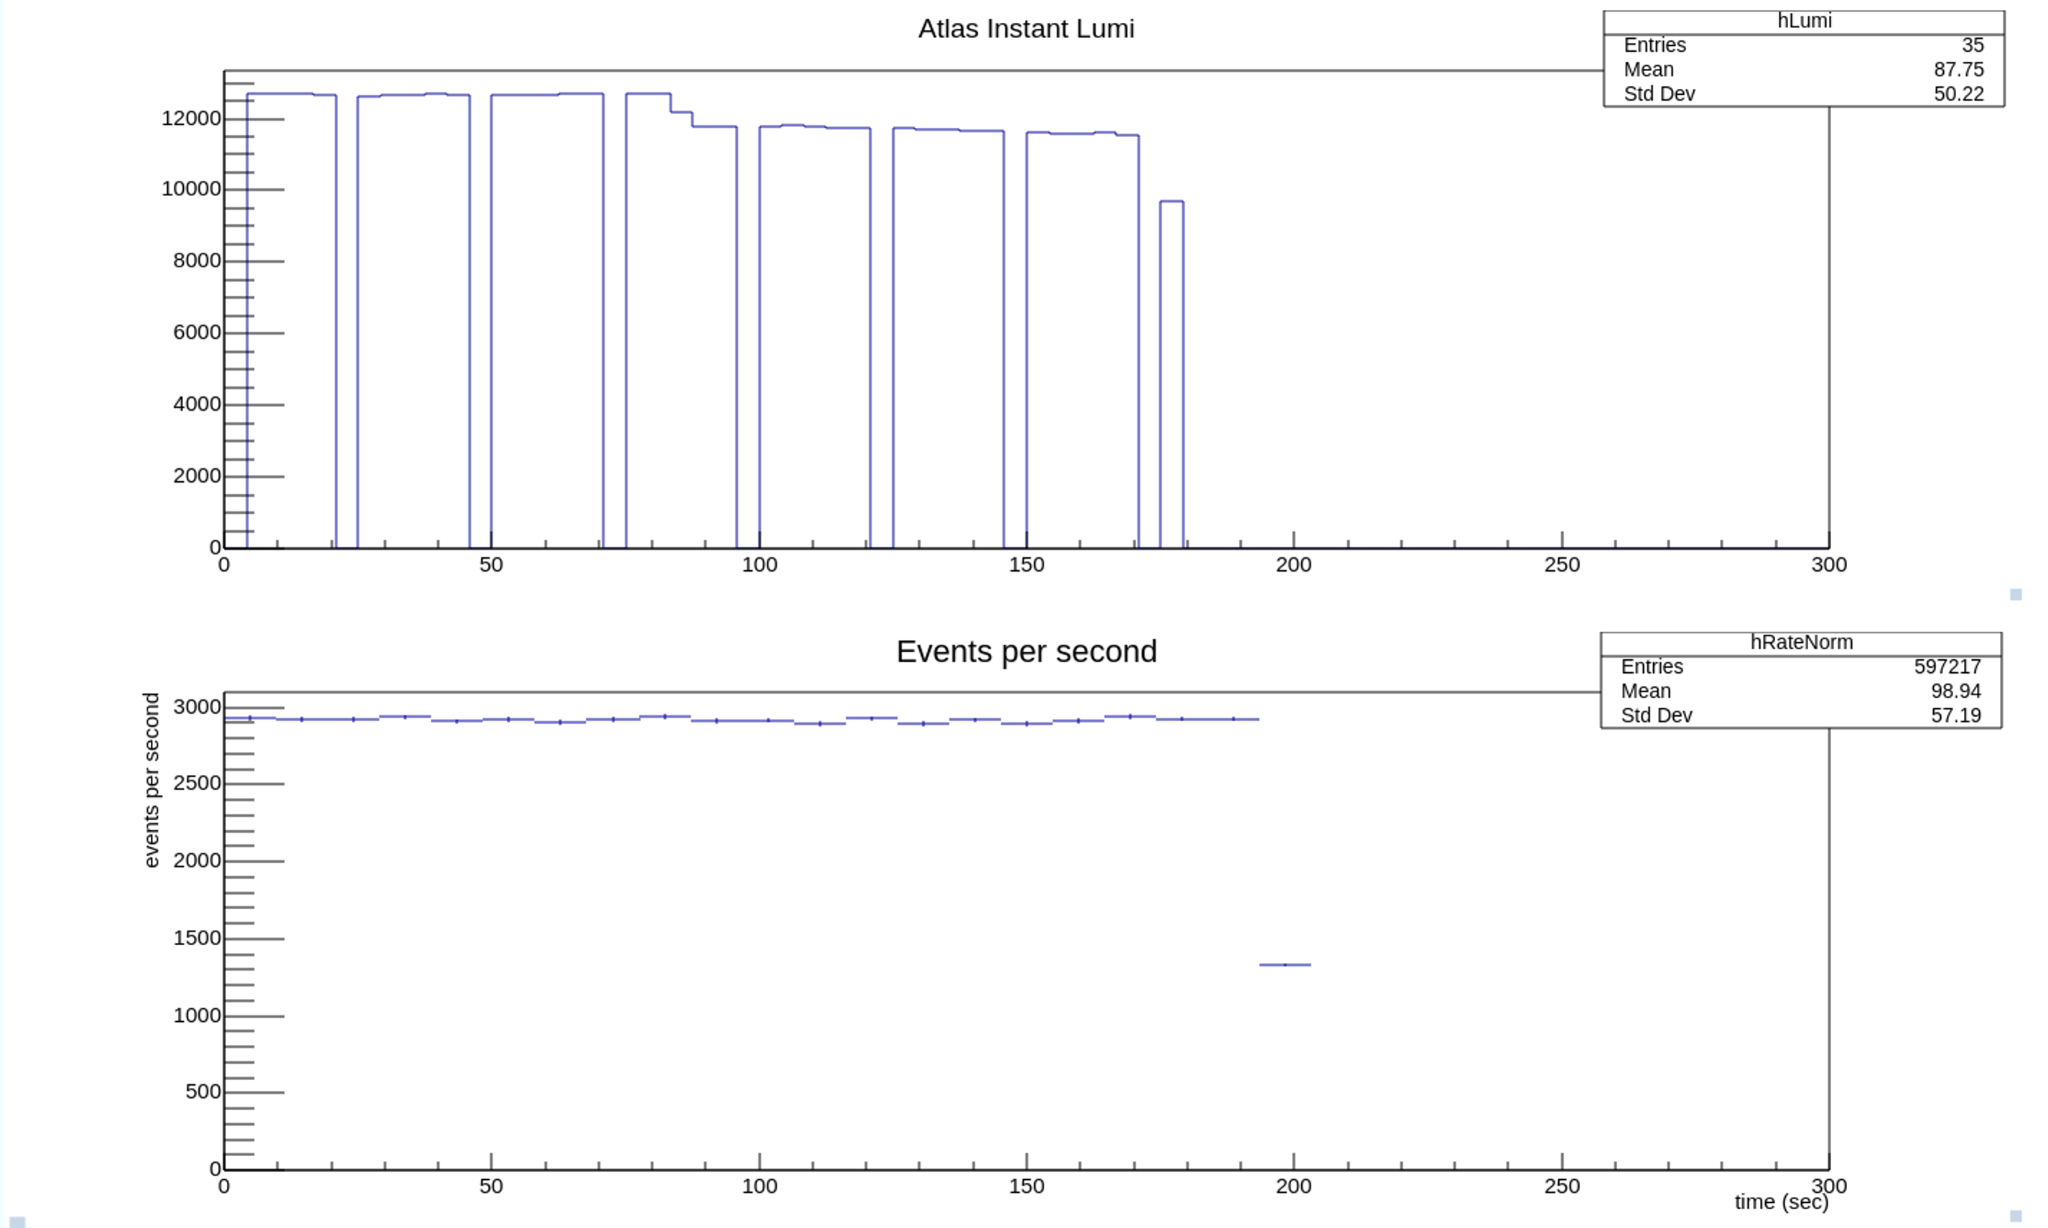 Atlas Instant Lumi
hLumi
Entries 35
Mean 87.75
Std Dev 50.22
12000
10000
8000
6000
4000
2000
0
0 50 100 150 200 250 300
Events per second
hRateNorm
Entries 597217
Mean 98.94
Std Dev 57.19
events per second
3000
2500
2000
1500
1000
500
0
0 50 100 150 200 250 300
time (sec)